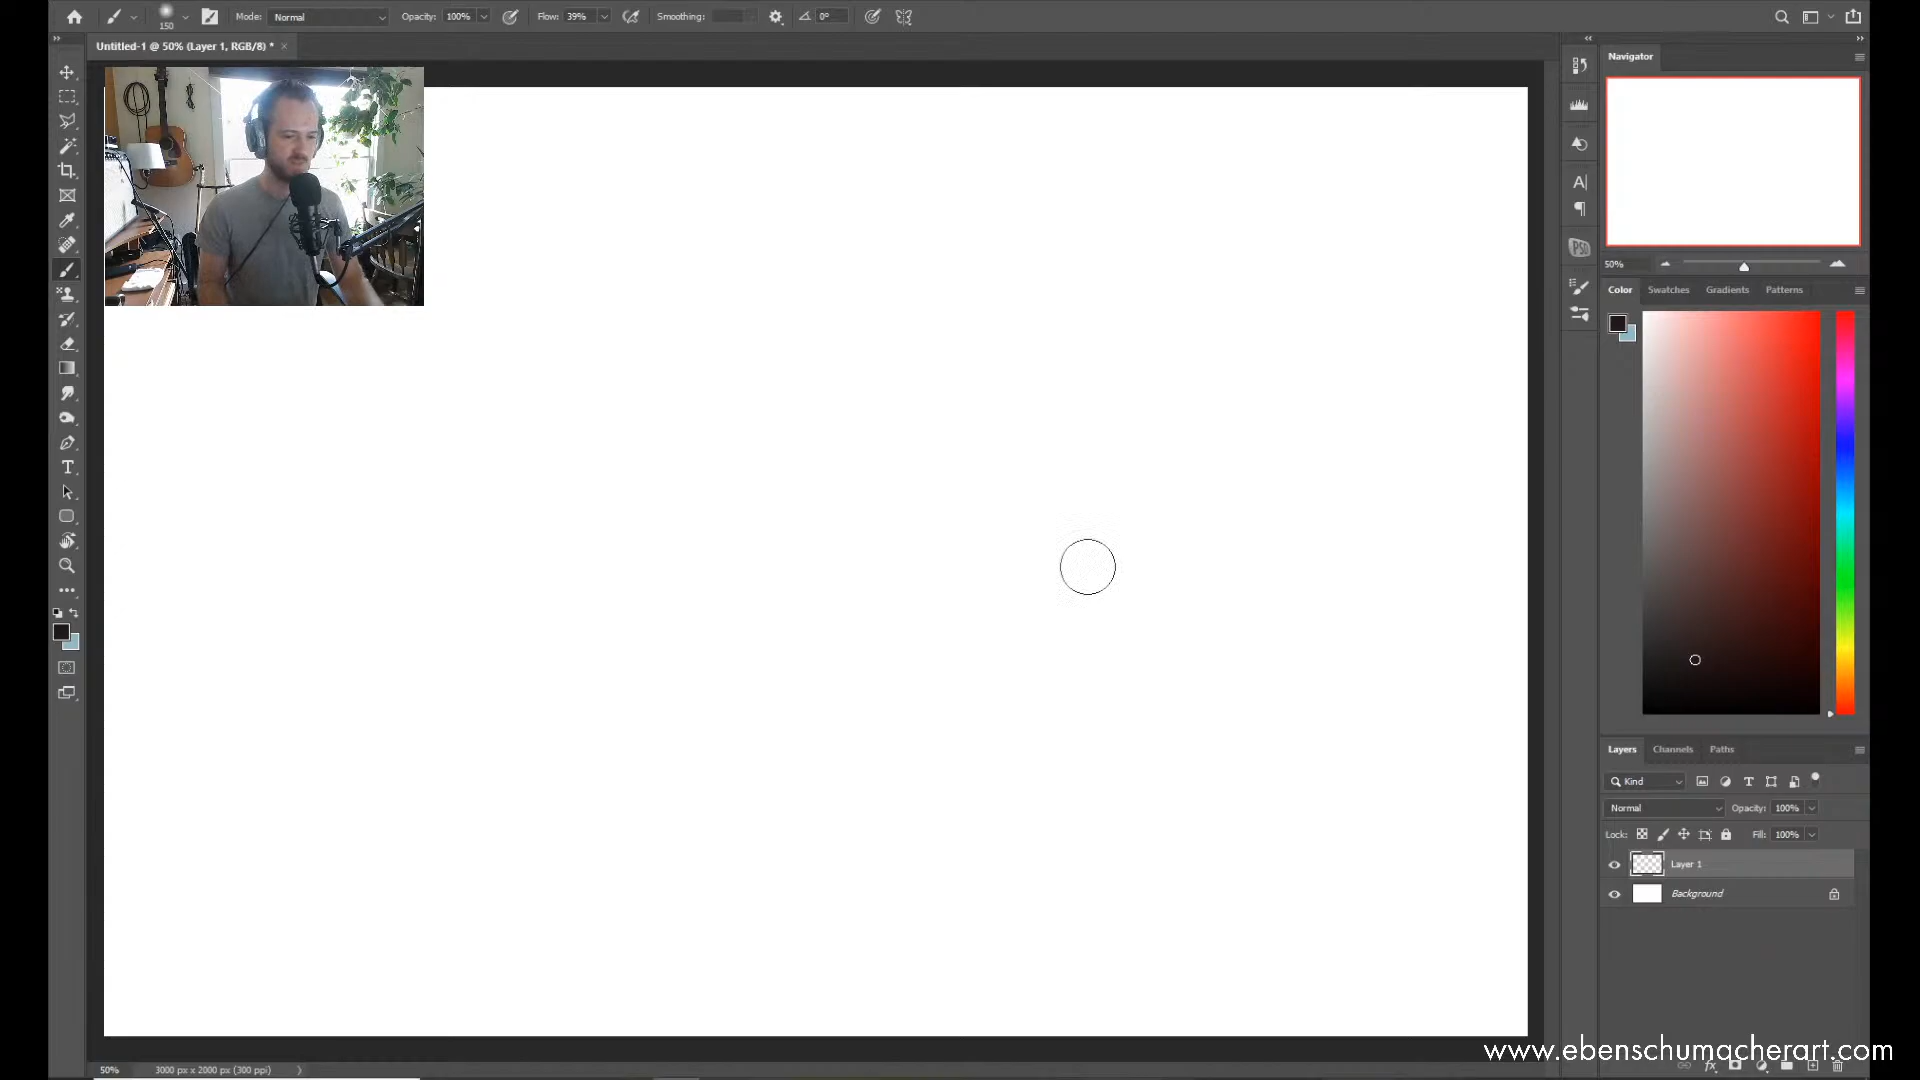 150
Mode: Normal
Opacity: 100%
Flow: 39%
Smoothing:
0°
Untitled-1 @ 50% (Layer 1, RGB/8) *
Navigator
50%
Color Swatches Gradients Patterns
Layers Channels Paths
Kind
Normal Opacity: 100%
Lock: Fill: 100%
Layer 1
Background
www.ebenschumacherart.com
50% 3000 px x 2000 px (300 ppi)